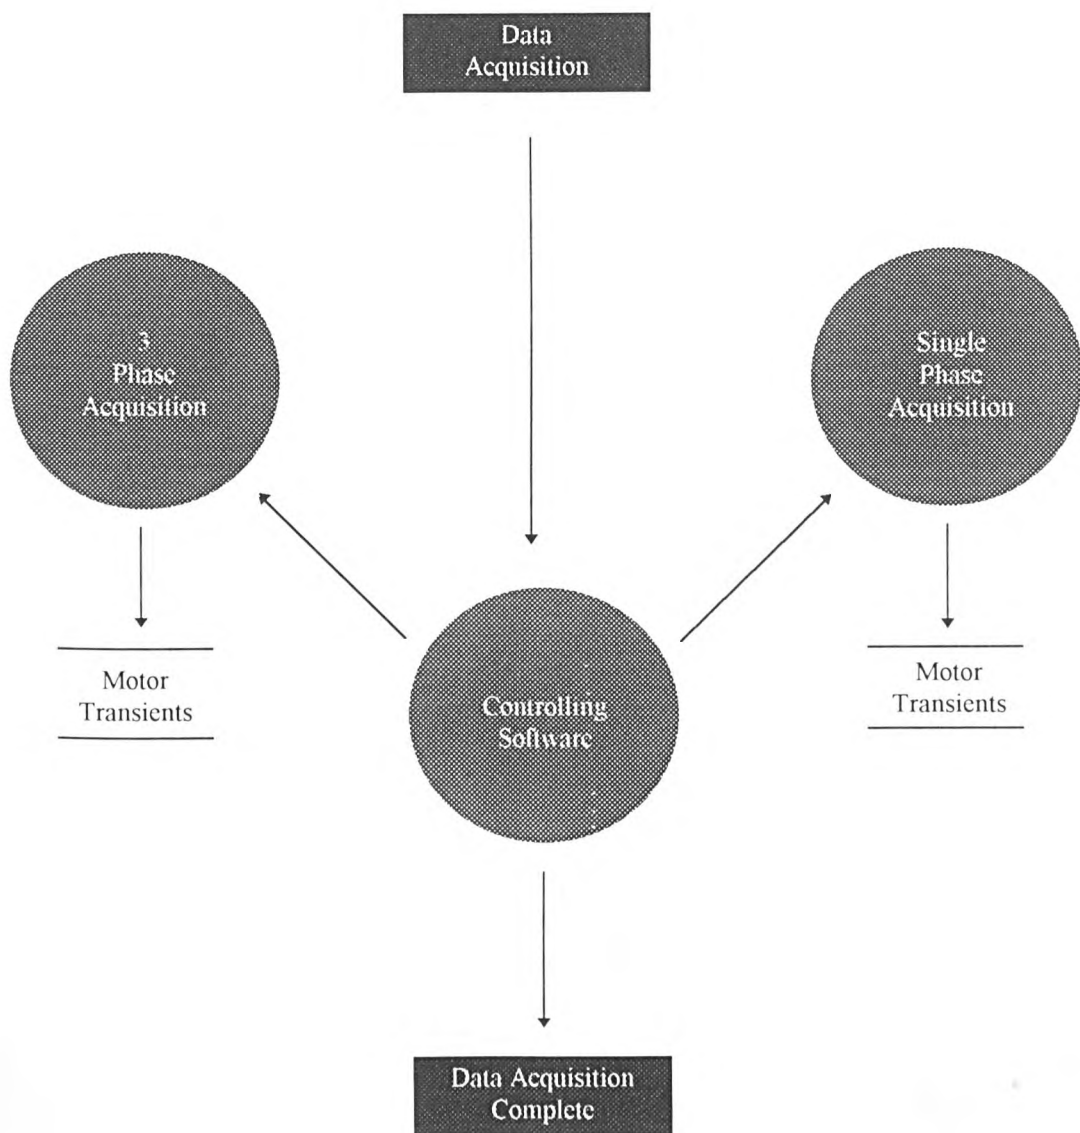 Data
Acquisition
3
Phase
Acquisition
Single
Phase
Acquisition
Motor
Transients
Motor
Transients
Controlling
Software
Data Acquisition
Complete